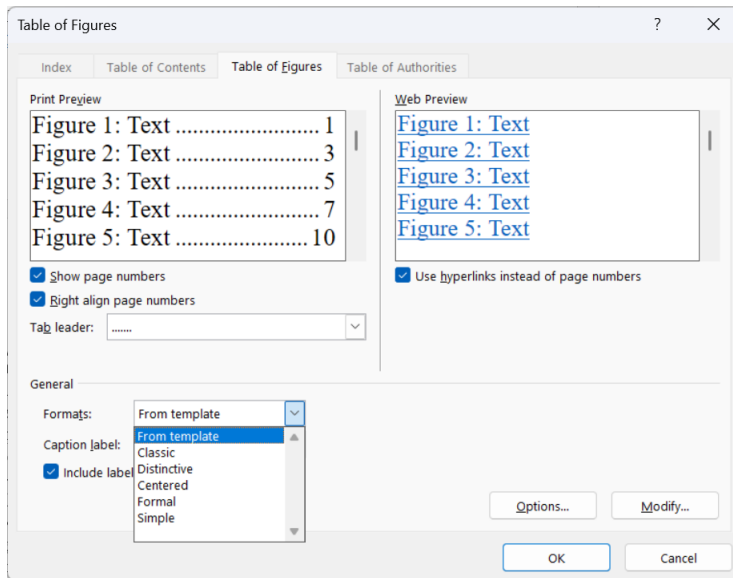 Table of Figures
Index Table of Contents Table of Figures Table of Authorities
Print Preview
Figure 1: Text ......................... 1
Figure 2: Text ......................... 3
Figure 3: Text ......................... 5
Figure 4: Text ......................... 7
Figure 5: Text ....................... 10
Show page numbers
Right align page numbers
Tab leader: .......
Web Preview
Figure 1: Text
Figure 2: Text
Figure 3: Text
Figure 4: Text
Figure 5: Text
Use hyperlinks instead of page numbers
General
Formats: From template
Caption label:
Include label
From template
Classic
Distinctive
Centered
Formal
Simple
Options... Modify...
OK Cancel